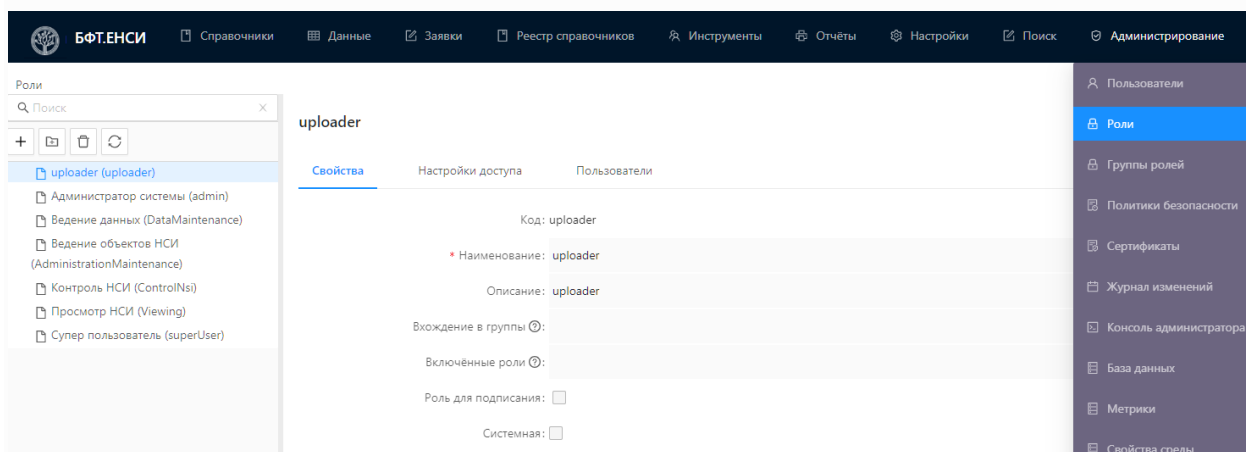 БФТ.ЕНСИ Справочники Данные Заявки Реестр справочников Инструменты Отчёты Настройки Поиск Администрирование
Роли
Поиск
uploader (uploader)
Администратор системы (admin)
Ведение данных (DataMaintenance)
Ведение объектов НСИ
(AdministrationMaintenance)
Контроль НСИ (ControlNsi)
Просмотр НСИ (Viewing)
Супер пользователь (superUser)
uploader
Свойства Настройки доступа Пользователи
Код: uploader
* Наименование: uploader
Описание: uploader
Вхождение в группы ?:
Включённые роли ?:
Роль для подписания:
Системная:
Пользователи
Роли
Группы ролей
Политики безопасности
Сертификаты
Журнал изменений
Консоль администратора
База данных
Метрики
Свойства среды